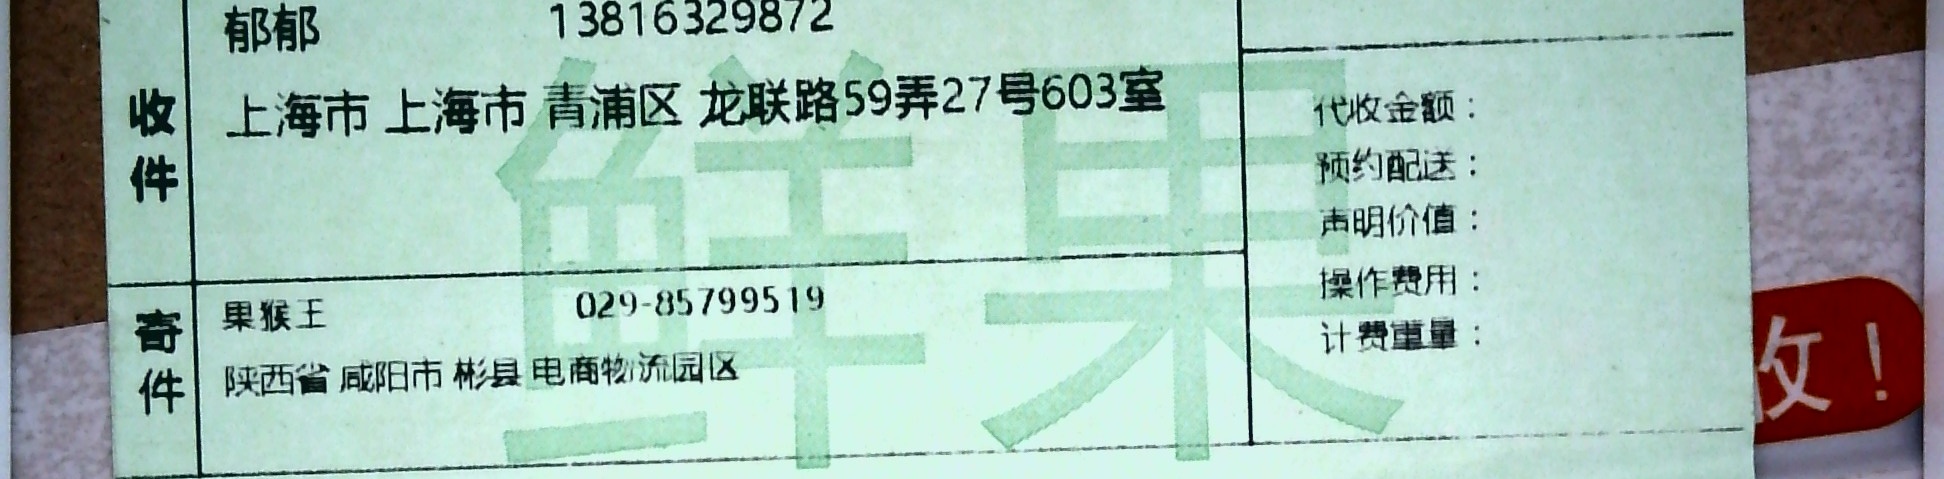 郁郁 13816329872
收件
上海市 上海市 青浦区 龙联路59弄27号603室
寄件
果猴王 029-85799519
陕西省 咸阳市 彬县 电商物流园区
代收金额：
预约配送：
声明价值：
操作费用：
计费重量：
鲜果
收！